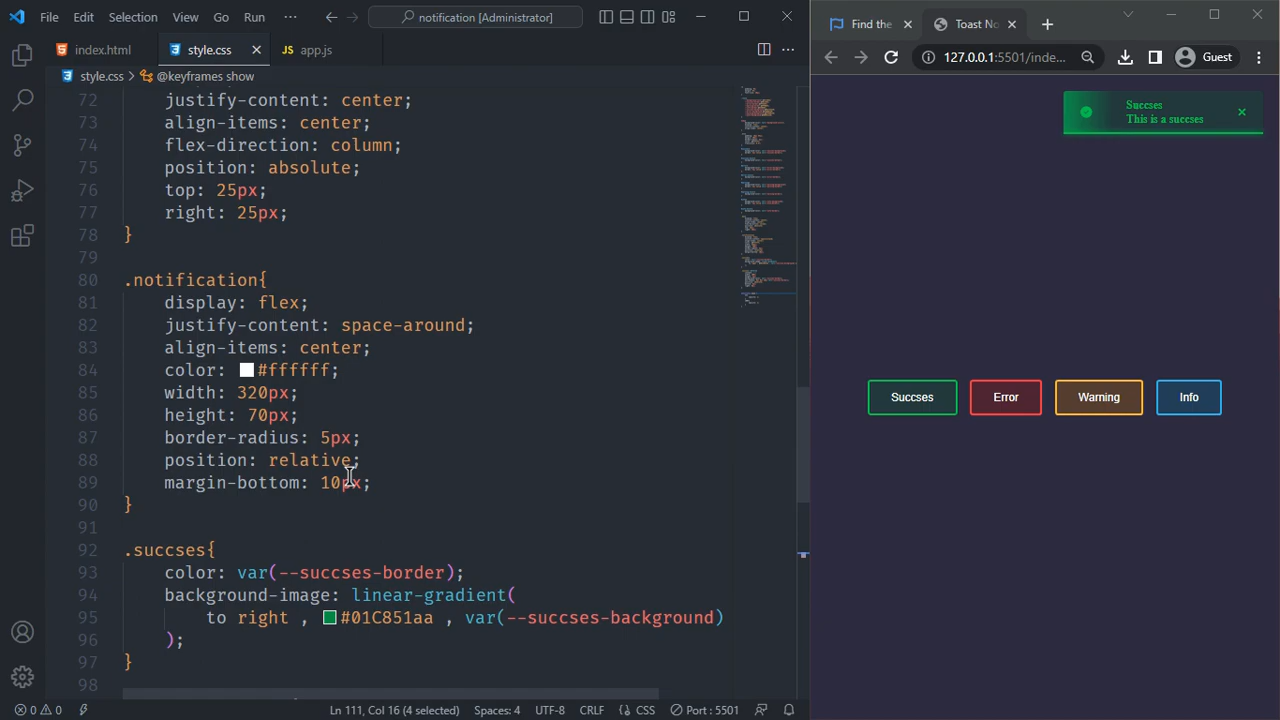 File Edit Selection View Go Run ··· notification [Administrator]
index.html style.css app.js
style.css > @keyframes show
72 justify-content: center;
73 align-items: center;
74 flex-direction: column;
75 position: absolute;
76 top: 25px;
77 right: 25px;
78 }
79
80 .notification{
81 display: flex;
82 justify-content: space-around;
83 align-items: center;
84 color: #ffffff;
85 width: 320px;
86 height: 70px;
87 border-radius: 5px;
88 position: relative;
89 margin-bottom: 10px;
90 }
91
92 .succses{
93 color: var(--succses-border);
94 background-image: linear-gradient(
95 to right , #01C851aa , var(--succses-background)
96 );
97 }
98
0 0 Ln 111, Col 16 (4 selected) Spaces: 4 UTF-8 CRLF CSS Port : 5501
Find the Toast No
127.0.0.1:5501/inde... Guest
Succses
This is a succses
Succses Error Warning Info